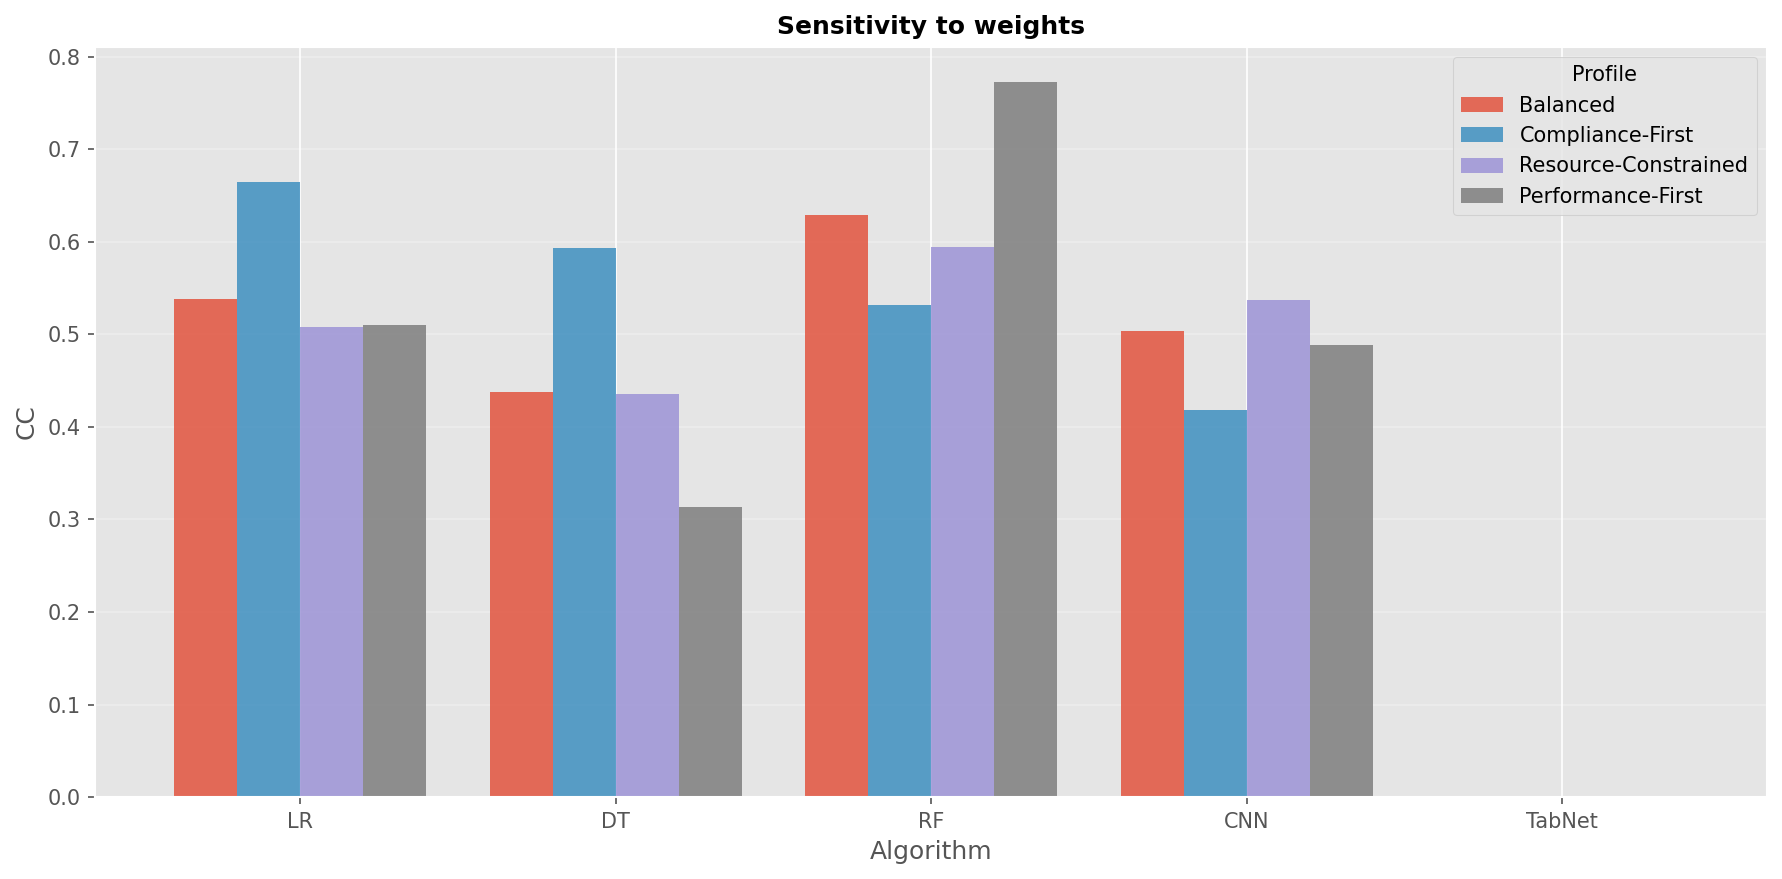 Sensitivity to weights
Profile
Balanced
Compliance-First
Resource-Constrained
Performance-First
CC
0.8
0.7
0.6
0.5
0.4
0.3
0.2
0.1
0.0
LR DT RF CNN TabNet
Algorithm